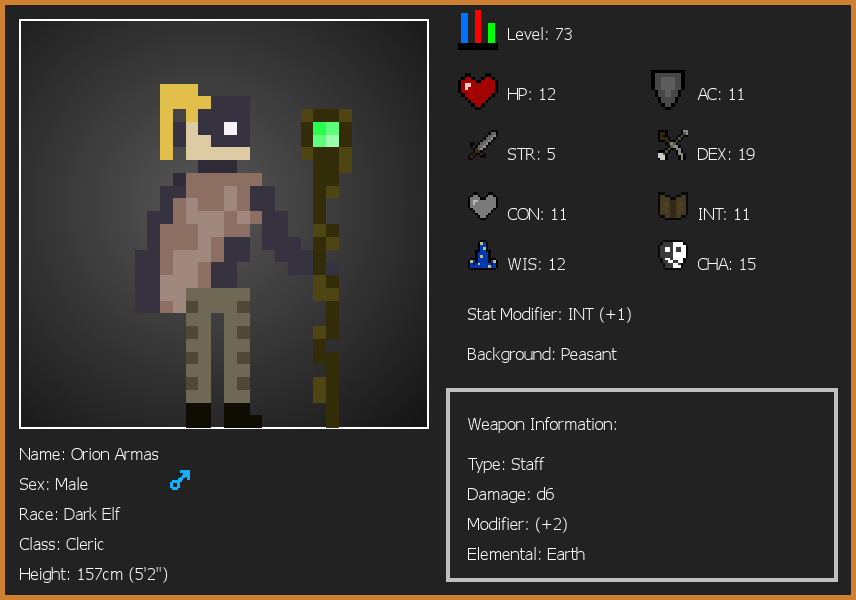 Level: 73
HP: 12
AC: 11
STR: 5
DEX: 19
CON: 11
INT: 11
WIS: 12
CHA: 15
Stat Modifier: INT (+1)
Background: Peasant
Weapon Information:
Type: Staff
Damage: d6
Modifier: (+2)
Elemental: Earth
Name: Orion Armas
Sex: Male
Race: Dark Elf
Class: Cleric
Height: 157cm (5'2")